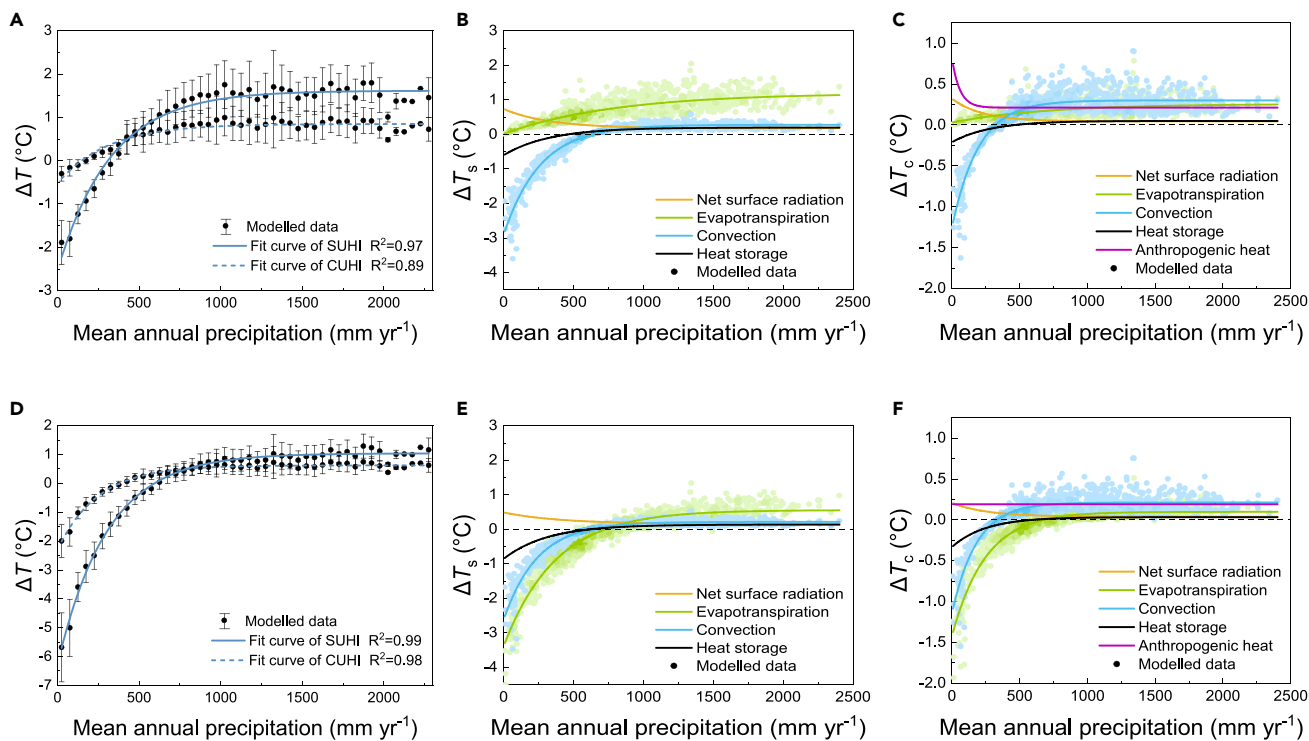 A
ΔT (°C)
3
2
1
0
-1
-2
-3
Modelled data
Fit curve of SUHI R²=0.97
Fit curve of CUHI R²=0.89
0 500 1000 1500 2000
Mean annual precipitation (mm yr⁻¹)
B
ΔTₛ (°C)
3
2
1
0
1
-2
-3
-4
Net surface radiation
Evapotranspiration
Convection
Heat storage
Modelled data
0 500 1000 1500 2000 2500
Mean annual precipitation (mm yr⁻¹)
C
ΔT꜀ (°C)
1.0
0.5
0.0
-0.5
-1.0
-1.5
-2.0
Net surface radiation
Evapotranspiration
Convection
Heat storage
Anthropogenic heat
Modelled data
0 500 1000 1500 2000 2500
Mean annual precipitation (mm yr⁻¹)
D
ΔT (°C)
2
1
0
-1
-2
-3
-4
-5
-6
-7
Modelled data
Fit curve of SUHI R²=0.99
Fit curve of CUHI R²=0.98
0 500 1000 1500 2000
Mean annual precipitation (mm yr⁻¹)
E
ΔTₛ (°C)
3
2
1
0
-1
-2
-3
-4
Net surface radiation
Evapotranspiration
Convection
Heat storage
Modelled data
0 500 1000 1500 2000 2500
Mean annual precipitation (mm yr⁻¹)
F
ΔT꜀ (°C)
1.0
0.5
0.0
-0.5
-1.0
-1.5
-2.0
Net surface radiation
Evapotranspiration
Convection
Heat storage
Anthropogenic heat
Modelled data
0 500 1000 1500 2000 2500
Mean annual precipitation (mm yr⁻¹)